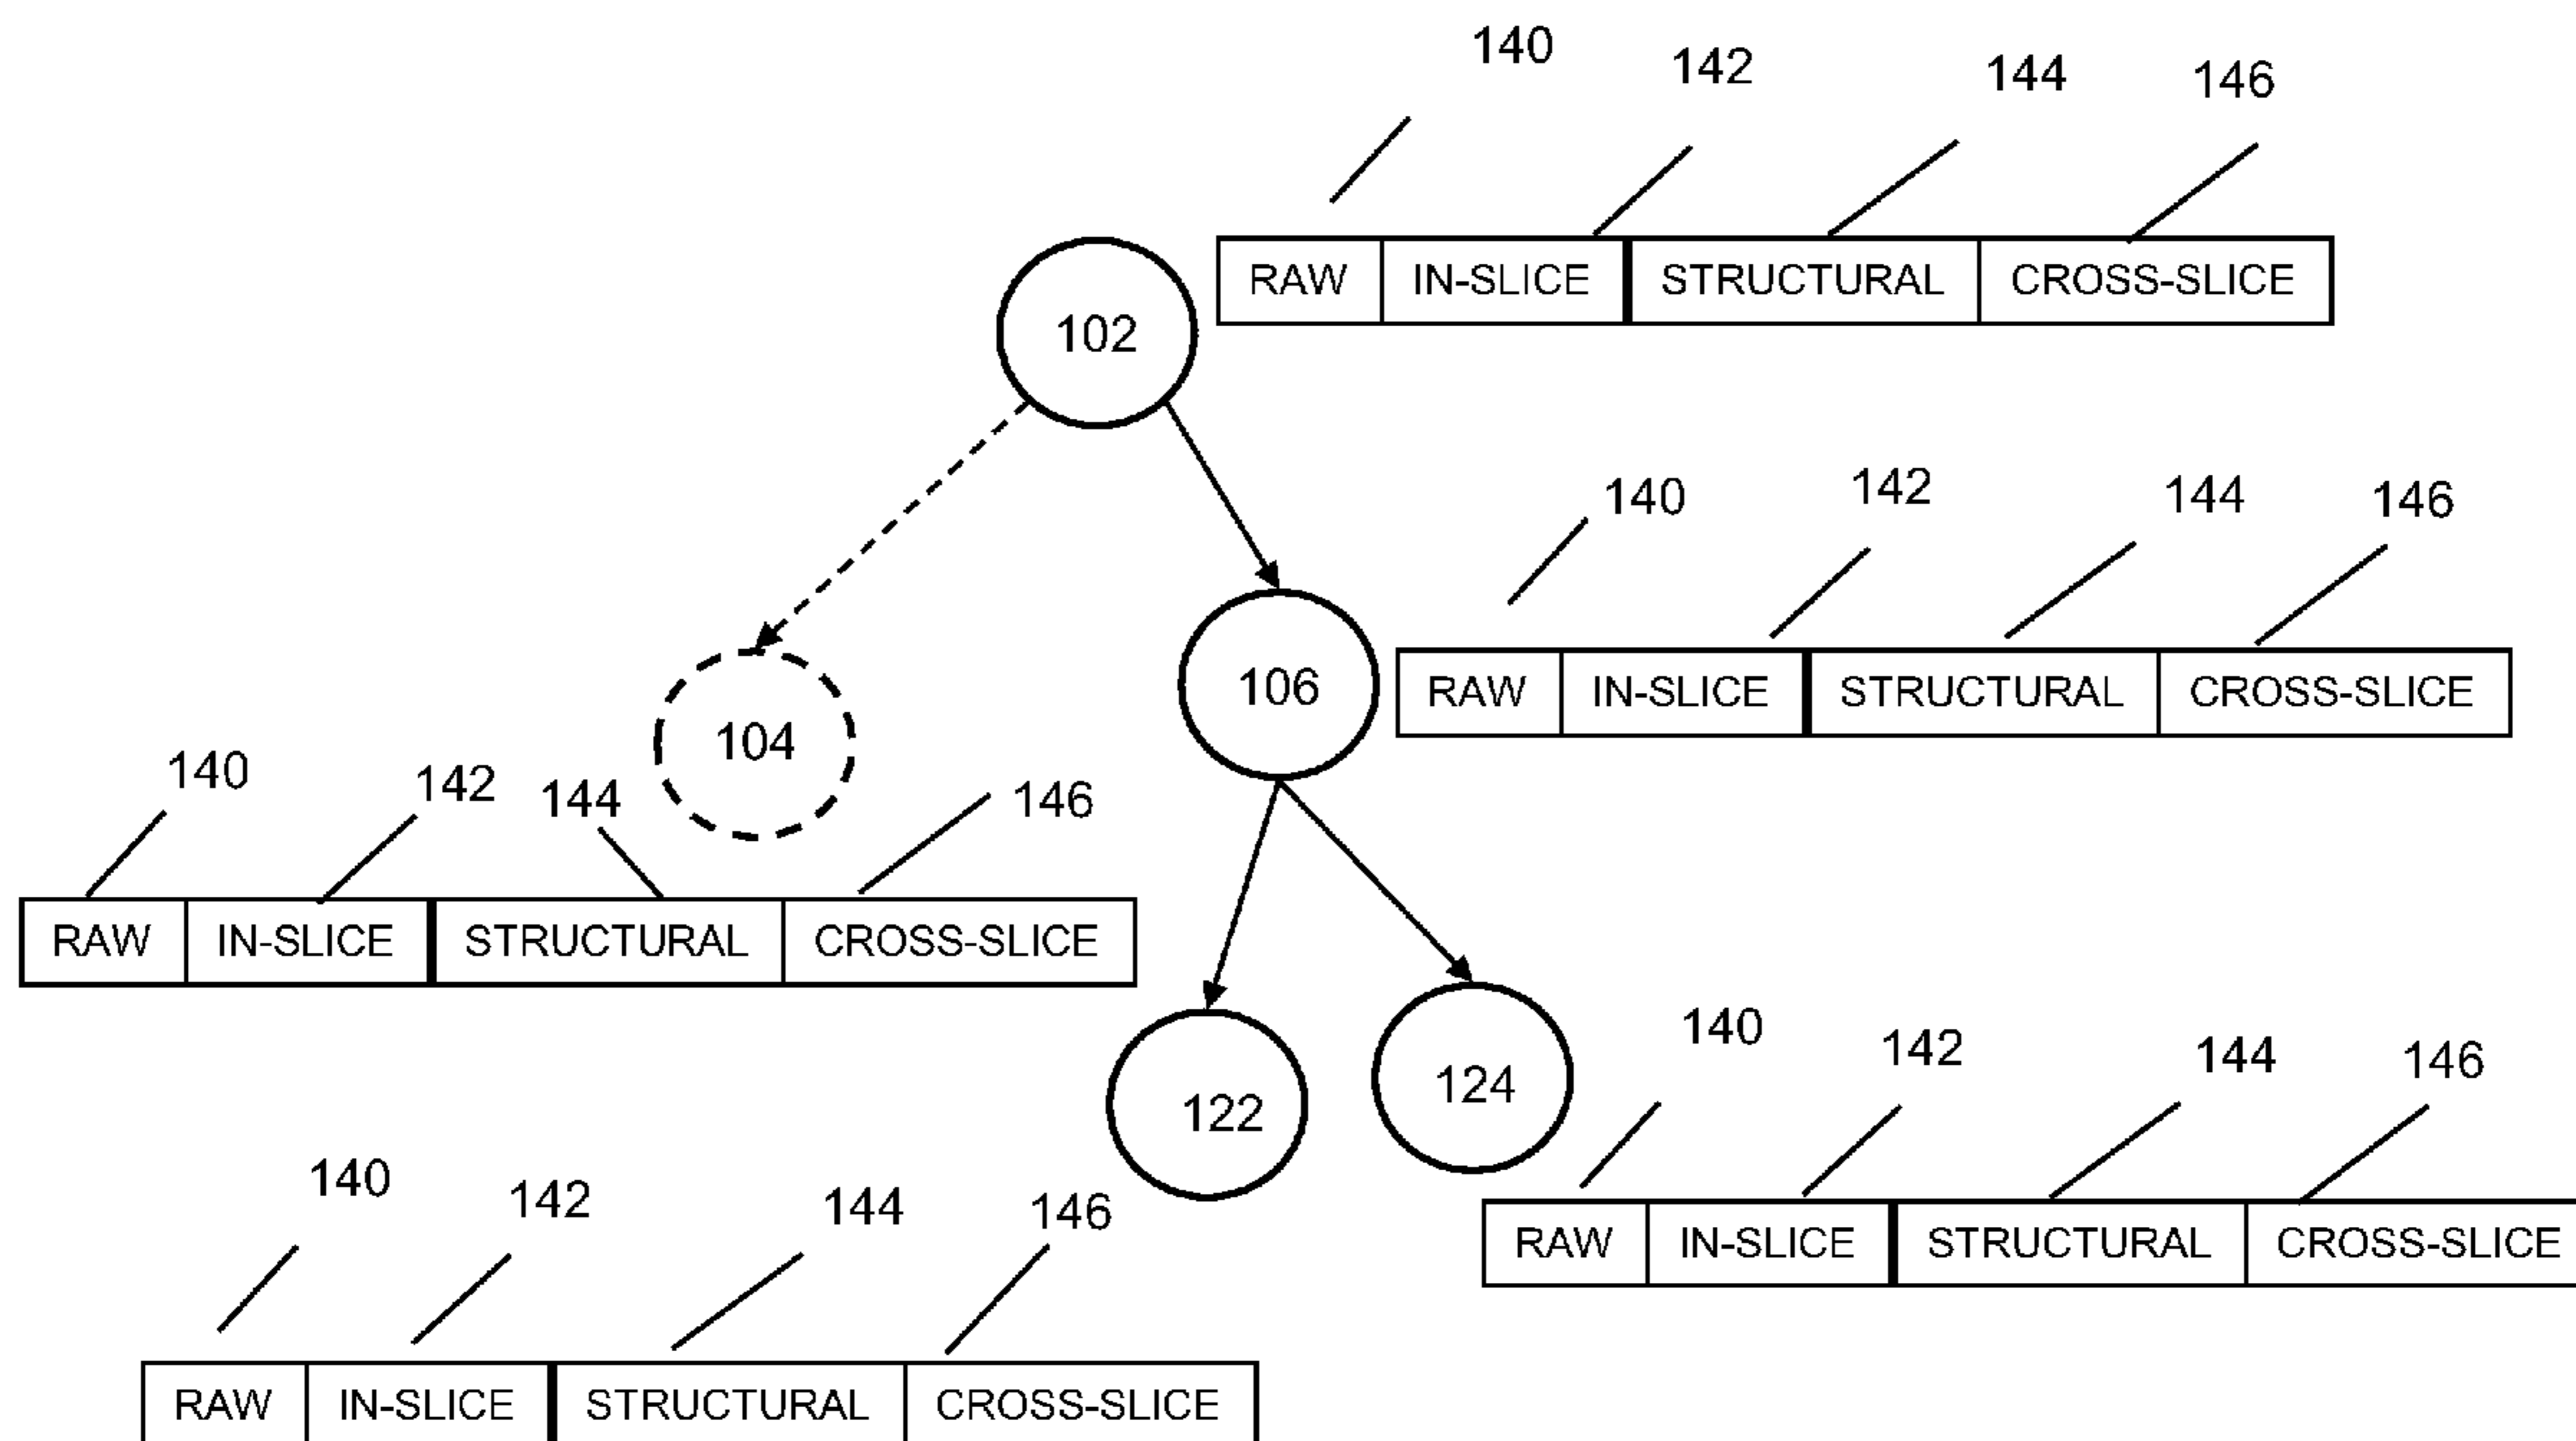 140 142 144 146
RAW IN-SLICE STRUCTURAL CROSS-SLICE
102
140 142 144 146
106 RAW IN-SLICE STRUCTURAL CROSS-SLICE
104
140 142 144 146
RAW IN-SLICE STRUCTURAL CROSS-SLICE
140 142 144 146
122 124
RAW IN-SLICE STRUCTURAL CROSS-SLICE
140 142 144 146
RAW IN-SLICE STRUCTURAL CROSS-SLICE